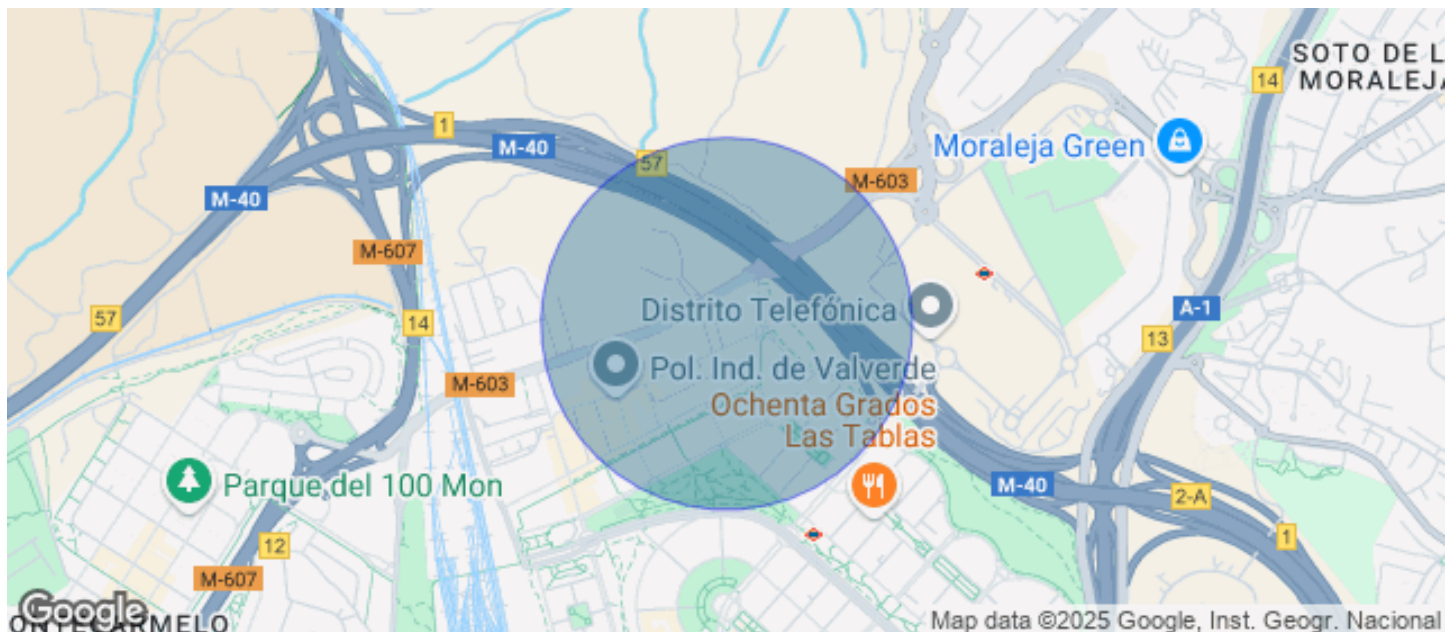 SOTO DE L
MORALEJA
14
1
M-40
Moraleja Green
57
M-603
M-40
M-607
57
14
Distrito Telefónica
A-1
13
M-603
Pol. Ind. de Valverde
Ochenta Grados
Las Tablas
Parque del 100 Mon
M-40
2-A
1
12
M-607
Google
ONTECARMELO
Map data ©2025 Google, Inst. Geogr. Nacional